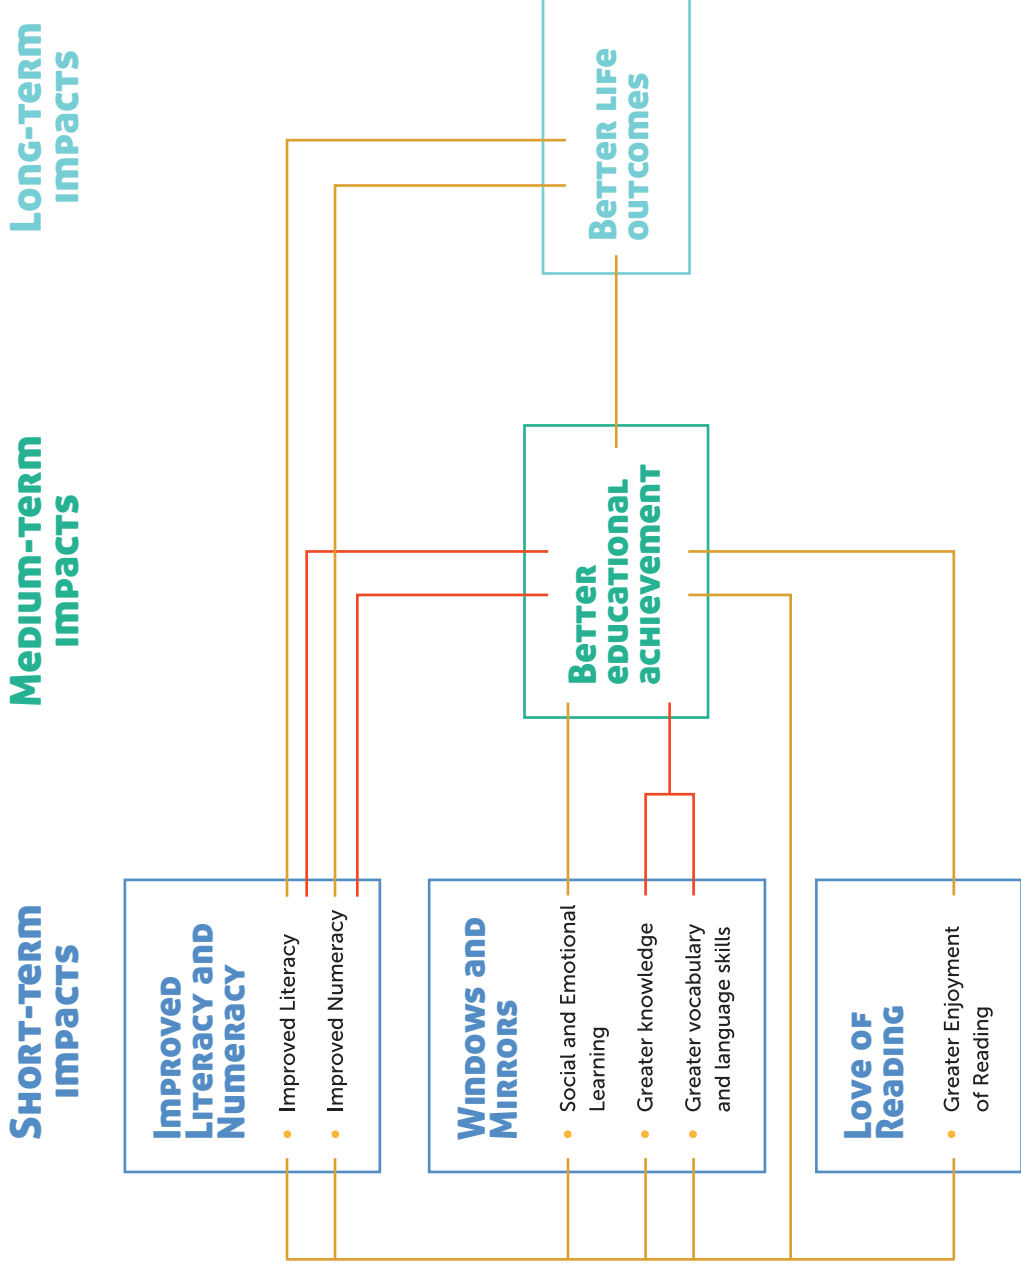 Short-term
impacts
Improved
Literacy and
Numeracy
Improved Literacy
Improved Numeracy
Windows and
Mirrors
Social and Emotional
Learning
Greater knowledge
Greater vocabulary
and language skills
Love of
Reading
Greater Enjoyment
of Reading
Medium-term
impacts
Better
educational
achievement
Long-term
impacts
Better life
outcomes